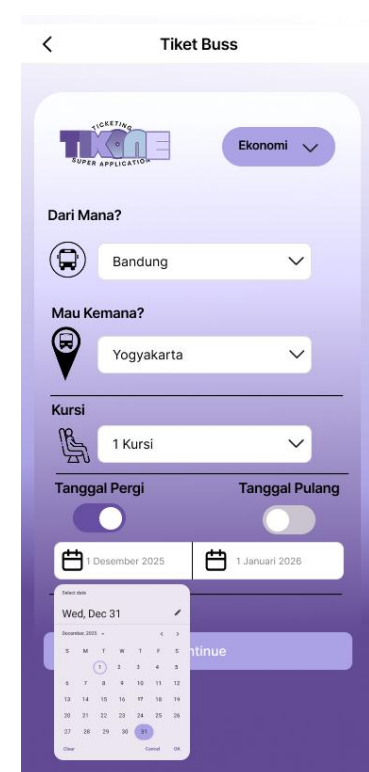 Tiket Buss
TICKETING
TIKONE
SUPER APPLICATION
Ekonomi
Dari Mana?
Bandung
Mau Kemana?
Yogyakarta
Kursi
1 Kursi
Tanggal Pergi Tanggal Pulang
1 Desember 2025 1 Januari 2026
Select date
Wed, Dec 31
December, 2025
S M T W T F S
1 2 3 4 5
6 7 8 9 10 11 12
13 14 15 16 17 18 19
20 21 22 23 24 25 26
27 28 29 30 31
Clear Cancel OK
ntinue